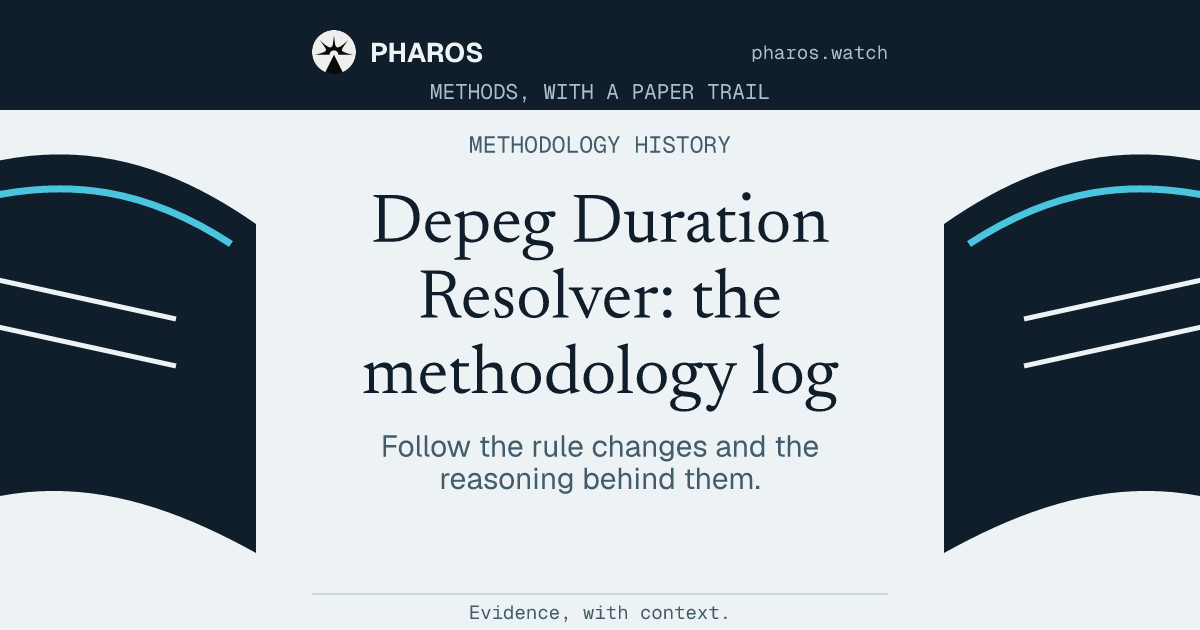 PHAROS
pharos.watch
METHODS, WITH A PAPER TRAIL
METHODOLOGY HISTORY
Depeg Duration
Resolver: the
methodology log
Follow the rule changes and the
reasoning behind them.
Evidence, with context.